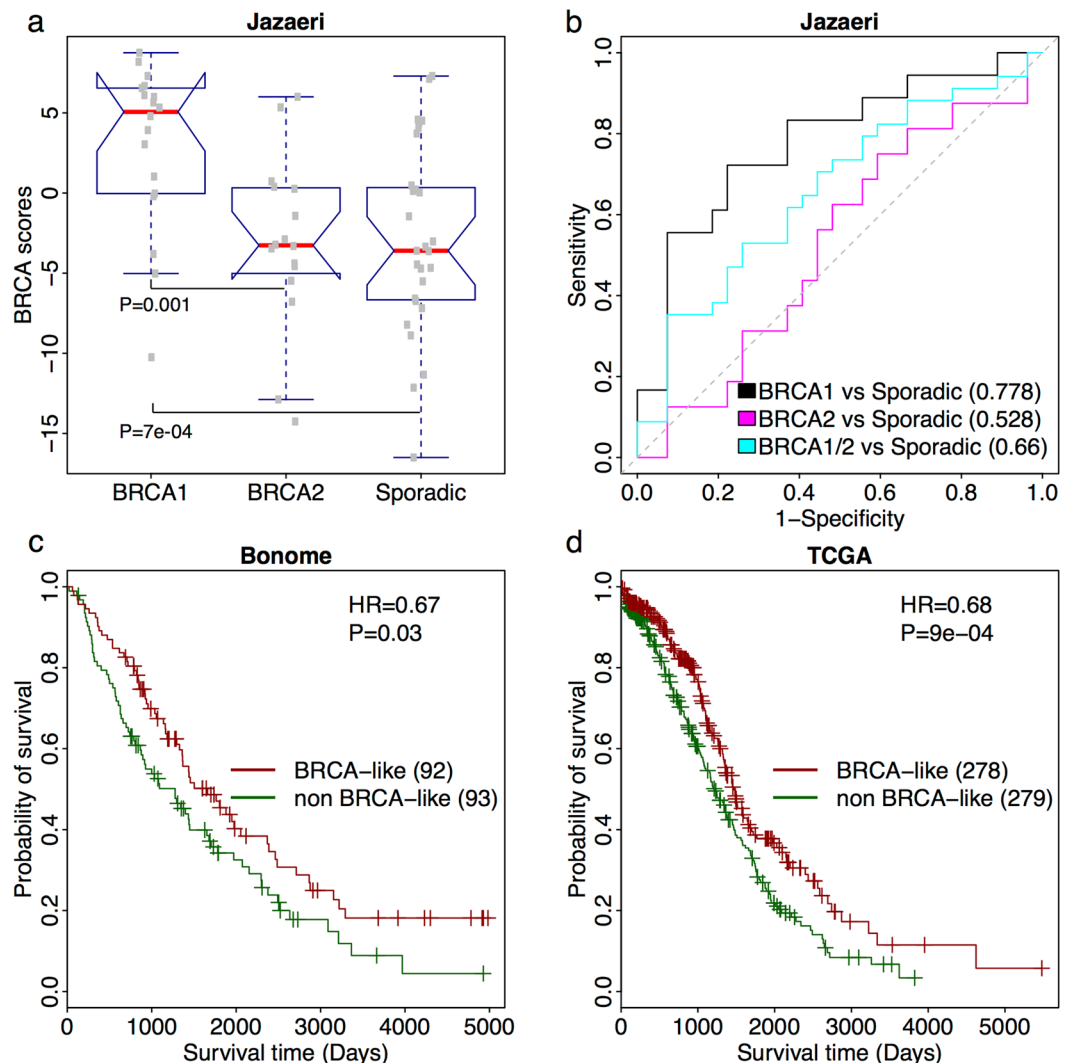 a
Jazaeri
BRCA scores
5
0
−5
−10
−15
P=0.001
P=7e−04
BRCA1 BRCA2 Sporadic
b
Jazaeri
Sensitivity
1.0
0.8
0.6
0.4
0.2
0.0
BRCA1 vs Sporadic (0.778)
BRCA2 vs Sporadic (0.528)
BRCA1/2 vs Sporadic (0.66)
0.0 0.2 0.4 0.6 0.8 1.0
1−Specificity
c
Bonome
Probability of survival
1.0
0.8
0.6
0.4
0.2
0.0
HR=0.67
P=0.03
BRCA−like (92)
non BRCA−like (93)
0 1000 2000 3000 4000 5000
Survival time (Days)
d
TCGA
Probability of survival
1.0
0.8
0.6
0.4
0.2
0.0
HR=0.68
P=9e−04
BRCA−like (278)
non BRCA−like (279)
0 1000 2000 3000 4000 5000
Survival time (Days)